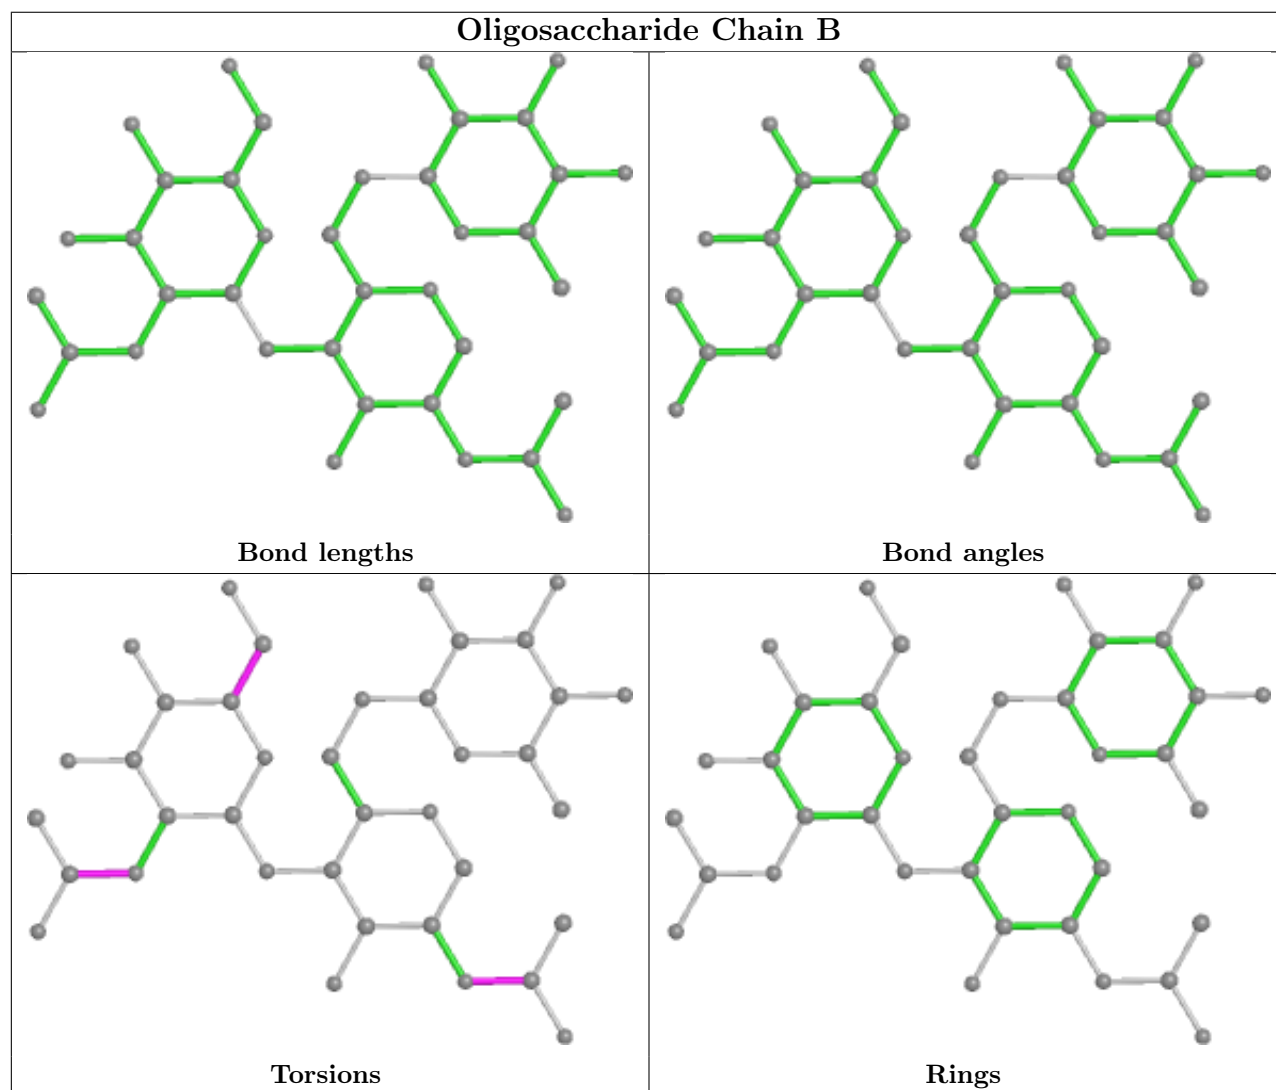 Oligosaccharide Chain B
Bond lengths
Bond angles
Torsions
Rings